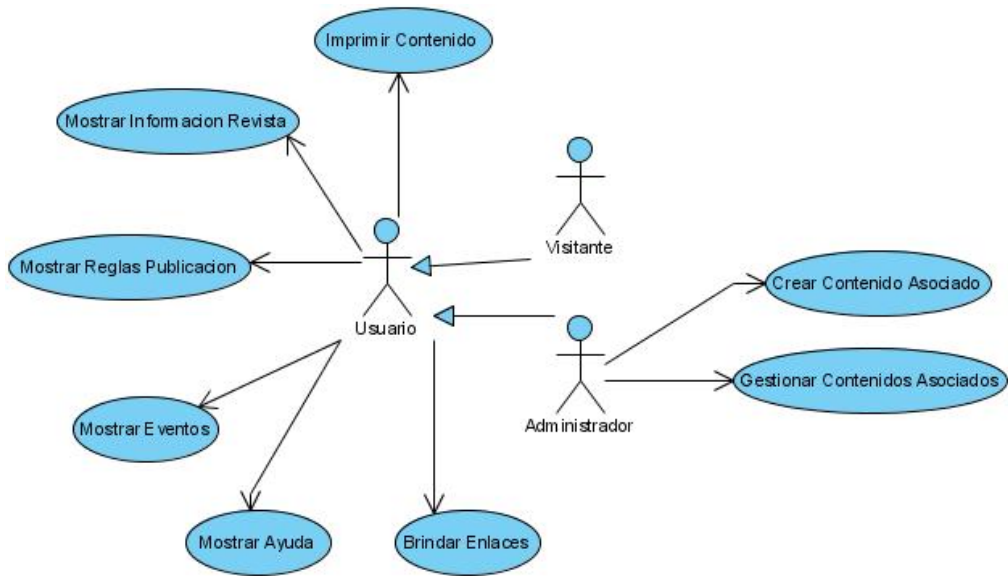 Imprimir Contenido
Mostrar Informacion Revista
Visitante
Mostrar Reglas Publicacion
Crear Contenido Asociado
Usuario
Gestionar Contenidos Asociados
Administrador
Mostrar Eventos
Mostrar Ayuda
Brindar Enlaces